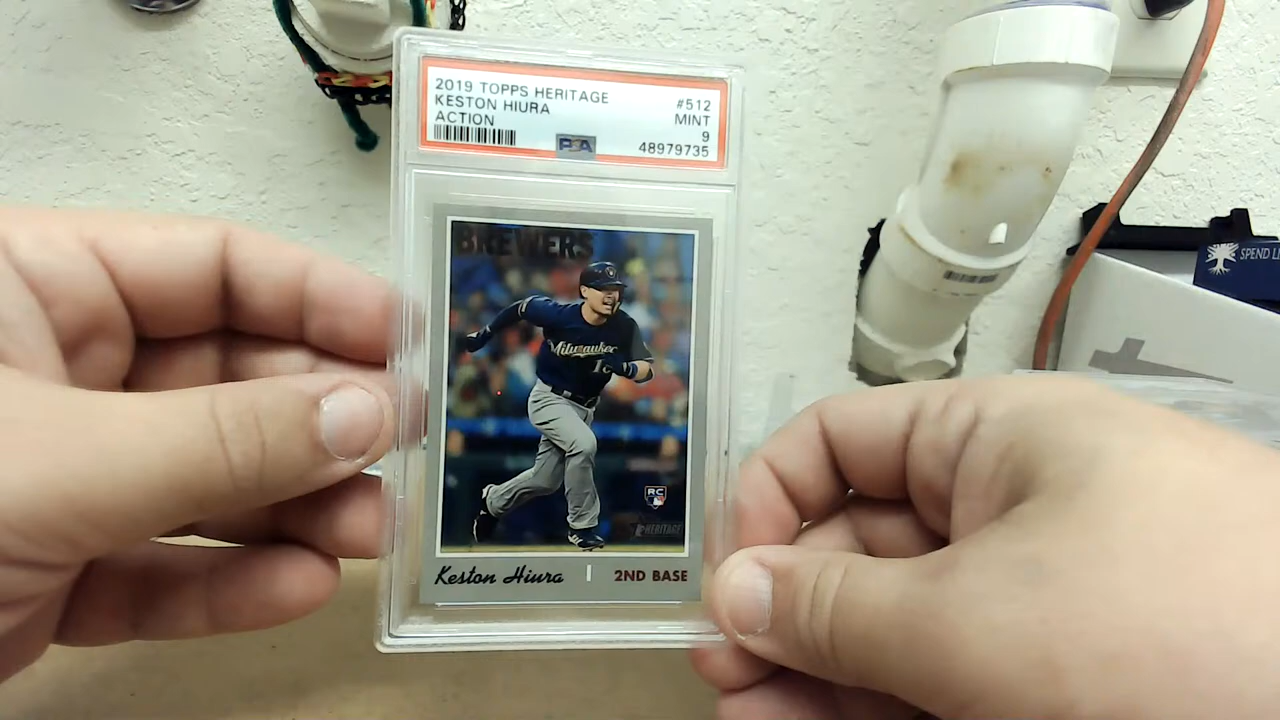 2019 TOPPS HERITAGE #512
KESTON HIURA MINT
ACTION 9
PSA 48979735
BREWERS
Milwaukee
RC
HERITAGE
Keston Hiura 2ND BASE
SPEND